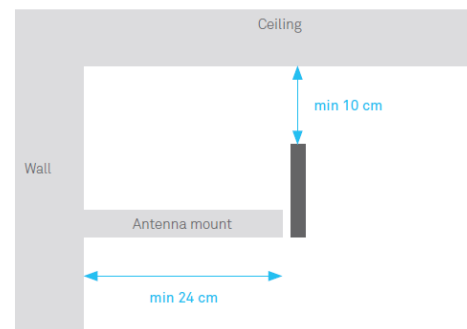 Ceiling
min 10 cm
Wall
Antenna mount
min 24 cm